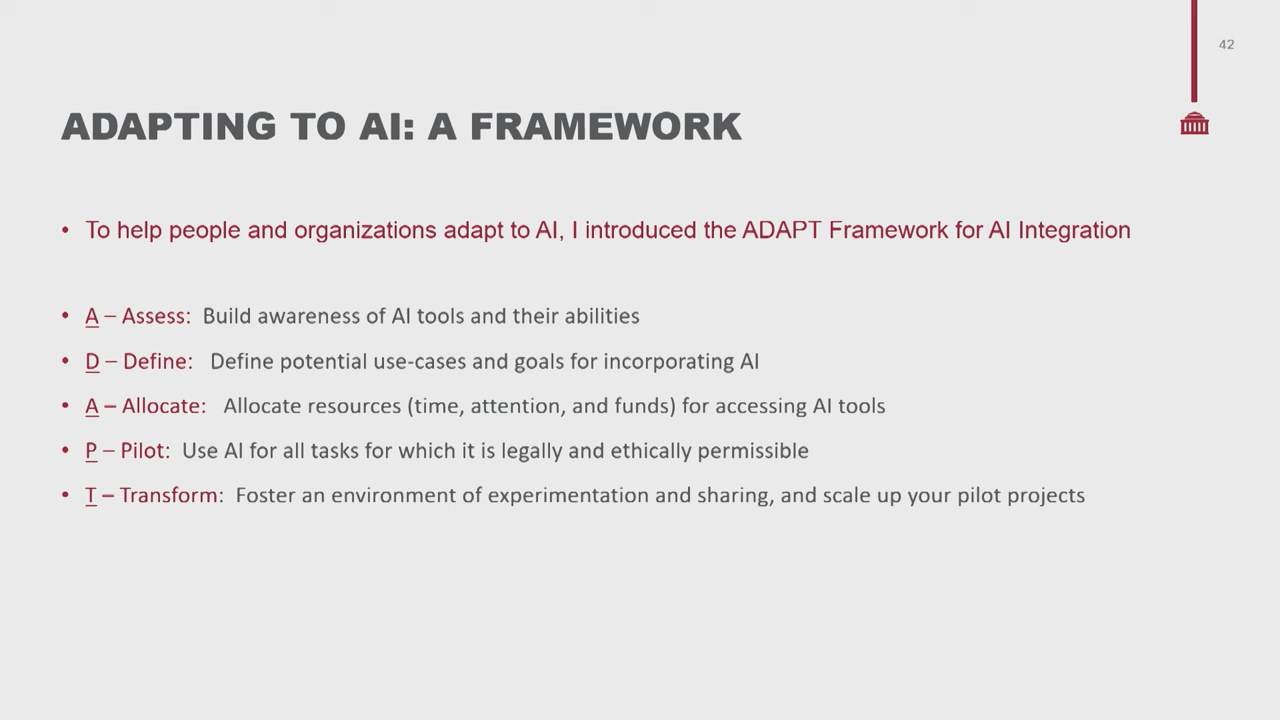 42
ADAPTING TO AI: A FRAMEWORK
• To help people and organizations adapt to AI, I introduced the ADAPT Framework for AI Integration
• A – Assess: Build awareness of AI tools and their abilities
• D – Define: Define potential use-cases and goals for incorporating AI
• A – Allocate: Allocate resources (time, attention, and funds) for accessing AI tools
• P – Pilot: Use AI for all tasks for which it is legally and ethically permissible
• T – Transform: Foster an environment of experimentation and sharing, and scale up your pilot projects